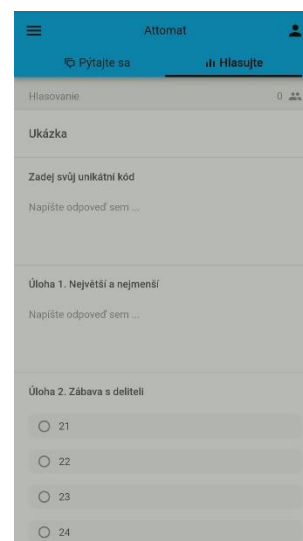 Attomat
Pýtajte sa
Hlasujte
Hlasovanie 0
Ukázka
Zadej svůj unikátní kód
Napíšte odpoveď sem ...
Úloha 1. Největší a nejmenší
Napíšte odpoveď sem ...
Úloha 2. Zábava s deliteli
21
22
23
24